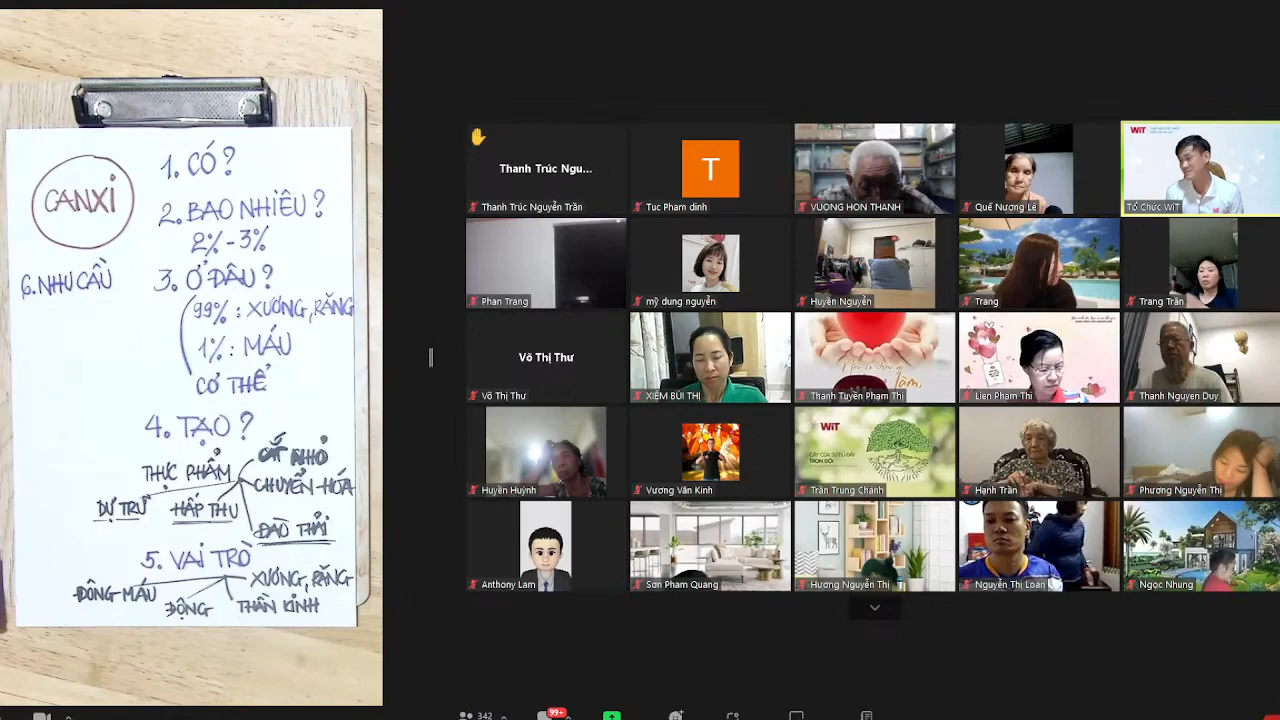 CANXI
1. CÓ?
2. BAO NHIÊU?
2% - 3%
6. NHU CẦU
3. Ở ĐÂU?
99% : XƯƠNG, RĂNG
1% : MÁU
CƠ THỂ
4. TẠO?
THỰC PHẨM
CẮT NHỎ
CHUYỂN HÓA
DỰ TRỮ
HẤP THU
ĐÀO THẢI
5. VAI TRÒ
ĐÔNG MÁU
XƯƠNG, RĂNG
ĐỘNG
THẦN KINH
Thanh Trúc Ngu...
Thanh Trúc Nguyễn Trần
T
Tuc Pham dinh
VUONG HON THANH
Quế Nương Lê
WiT
Tổ Chức WiT
Phan Trang
mỹ dung nguyễn
Huyên Nguyễn
Trang
Trang Trần
Võ Thị Thư
Võ Thị Thư
XIÊM BÙI THỊ
Thanh Tuyền Phạm Thị
Lien Pham Thi
Thanh Nguyen Duy
Huyền Huỳnh
Vương Văn Kinh
WiT
Trần Trung Chánh
Hạnh Trần
Phương Nguyễn Thị
Anthony Lam
Sơn Pham Quang
Hương Nguyễn Thi
Nguyễn Thị Loan
Ngọc Nhung
342
99+